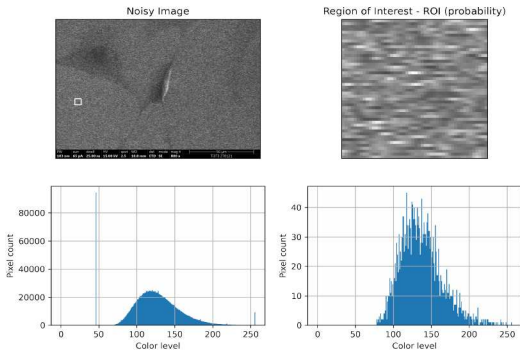 Noisy Image
Region of Interest - ROI (probability)
80000
60000
40000
20000
0
Pixel count
0 50 100 150 200 250
Color level
40
30
20
10
0
Pixel count
0 50 100 150 200 250
Color level